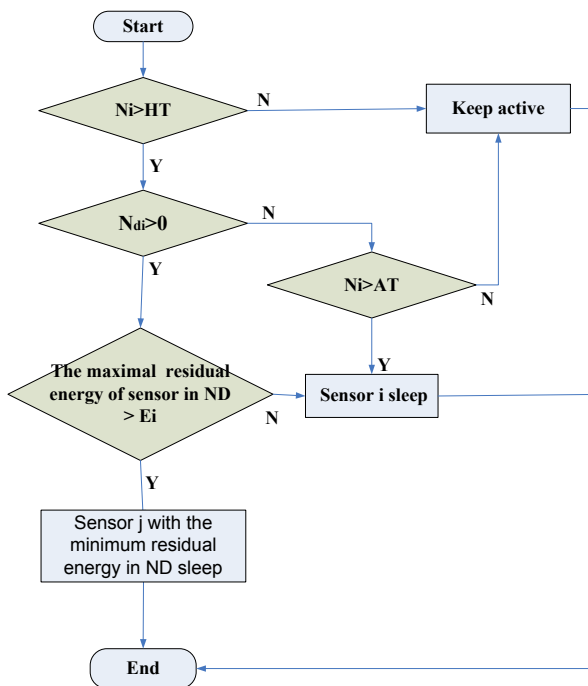 Start
Ni>HT
N
Keep active
Y
Ndi>0
N
Y
Ni>AT
N
Y
The maximal residual
energy of sensor in ND
> Ei
N
Sensor i sleep
Y
Sensor j with the
minimum residual
energy in ND sleep
End